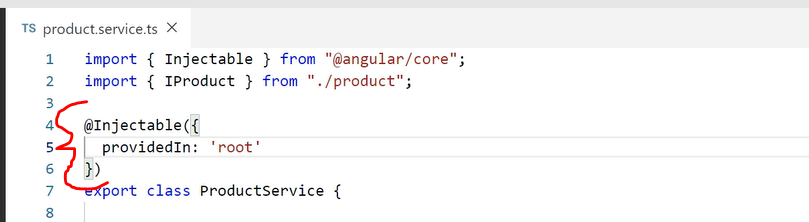 TS product.service.ts ×
1 import { Injectable } from "@angular/core";
2 import { IProduct } from "./product";
3
4 @Injectable({
5   providedIn: 'root'
6 })
7 export class ProductService {
8